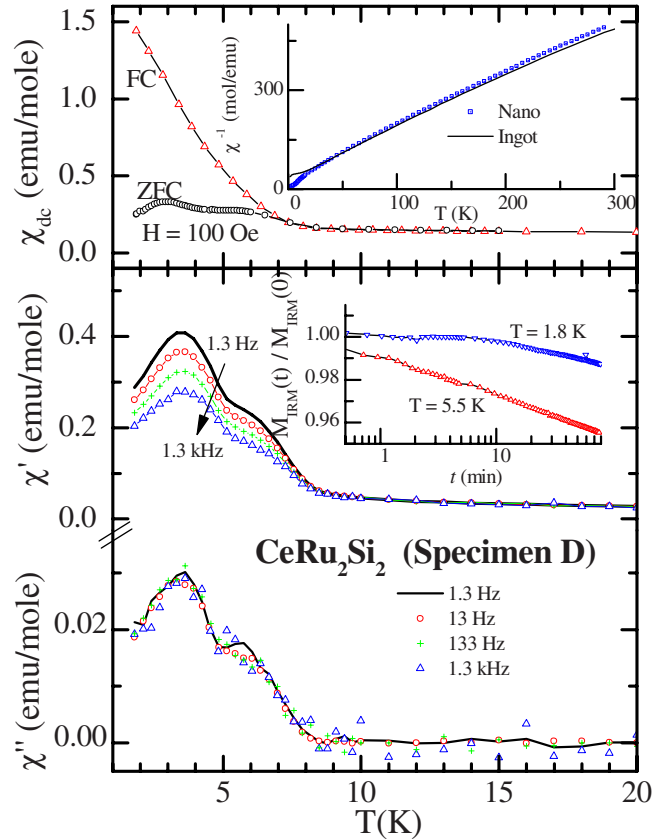 1.5
1.0
0.5
0.0
χdc (emu/mole)
FC
ZFC
H = 100 Oe
χ⁻¹ (mol/emu)
300
0
0
100
200
300
T (K)
Nano
Ingot
0.4
0.2
0.0
χ' (emu/mole)
1.3 Hz
1.3 kHz
M_IRM(t) / M_IRM(0)
1.00
0.98
0.96
T = 1.8 K
T = 5.5 K
1
10
t (min)
CeRu₂Si₂ (Specimen D)
1.3 Hz
13 Hz
133 Hz
1.3 kHz
0.02
0.00
χ'' (emu/mole)
5
10
15
20
T(K)